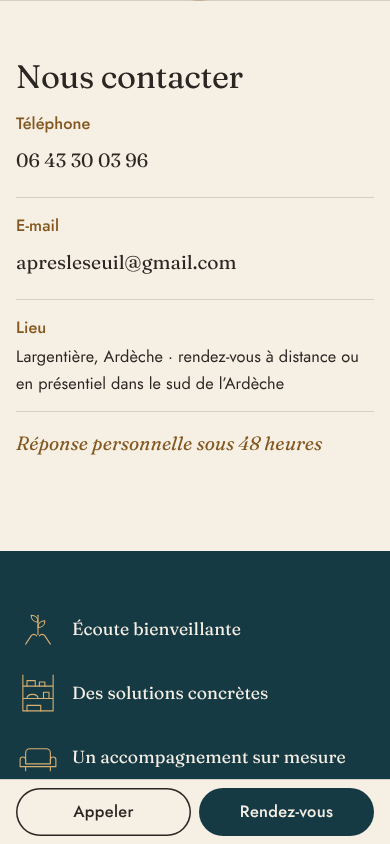 Nous contacter
Téléphone
06 43 30 03 96
E-mail
apresleseuil@gmail.com
Lieu
Largentière, Ardèche · rendez-vous à distance ou
en présentiel dans le sud de l’Ardèche
Réponse personnelle sous 48 heures
Écoute bienveillante
Des solutions concrètes
Un accompagnement sur mesure
Appeler
Rendez-vous